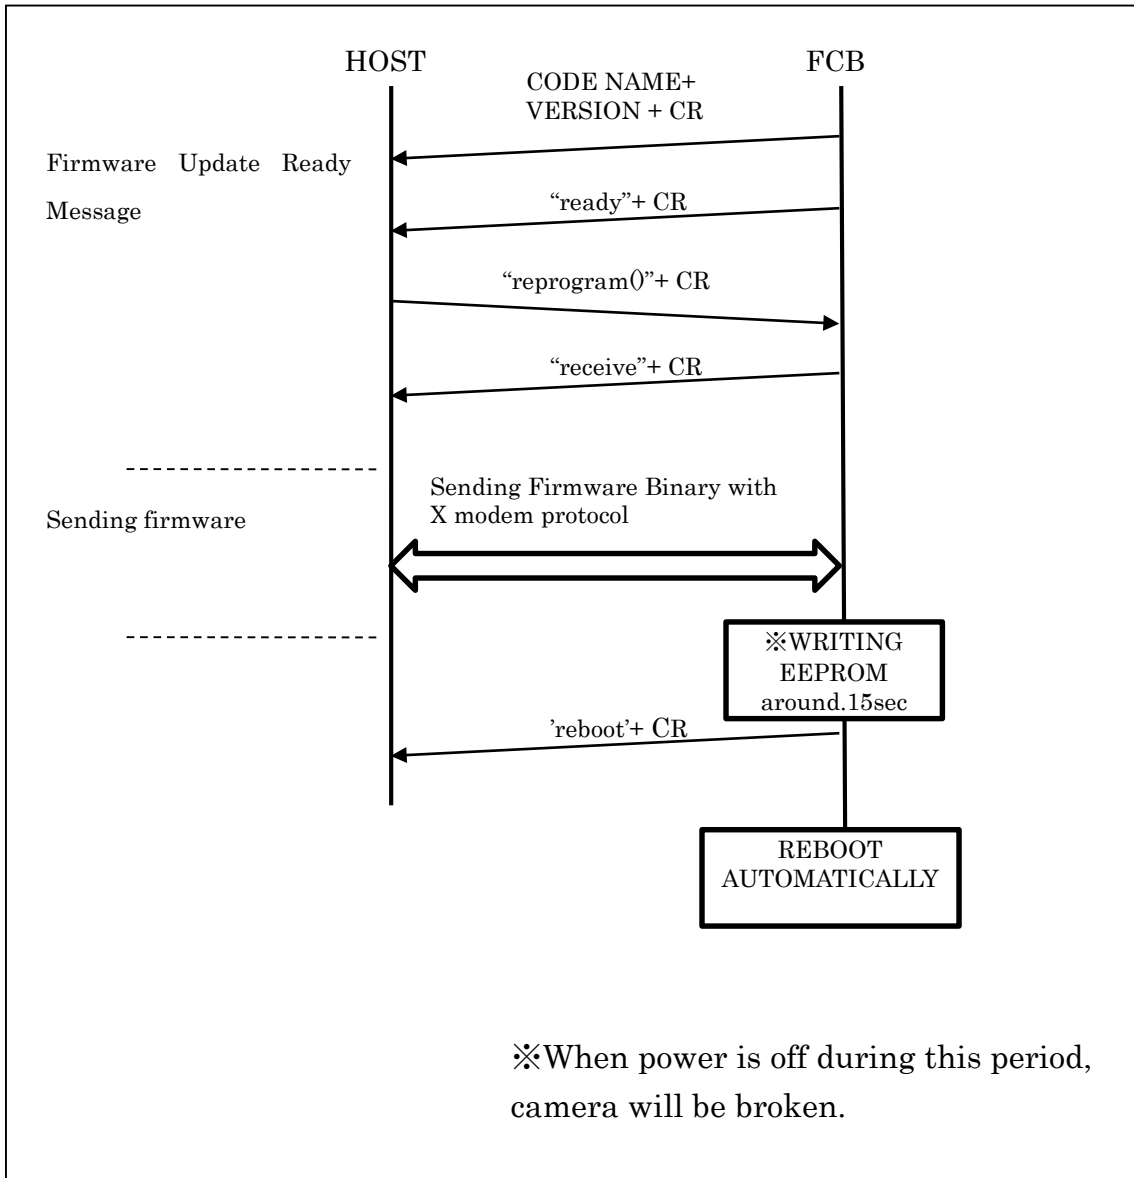 HOST
FCB
CODE NAME+
VERSION + CR
Firmware Update Ready
Message
“ready”+ CR
“reprogram()”+ CR
“receive”+ CR
Sending Firmware Binary with
X modem protocol
Sending firmware
※WRITING
EEPROM
around.15sec
’reboot’+ CR
REBOOT
AUTOMATICALLY
※When power is off during this period,
camera will be broken.